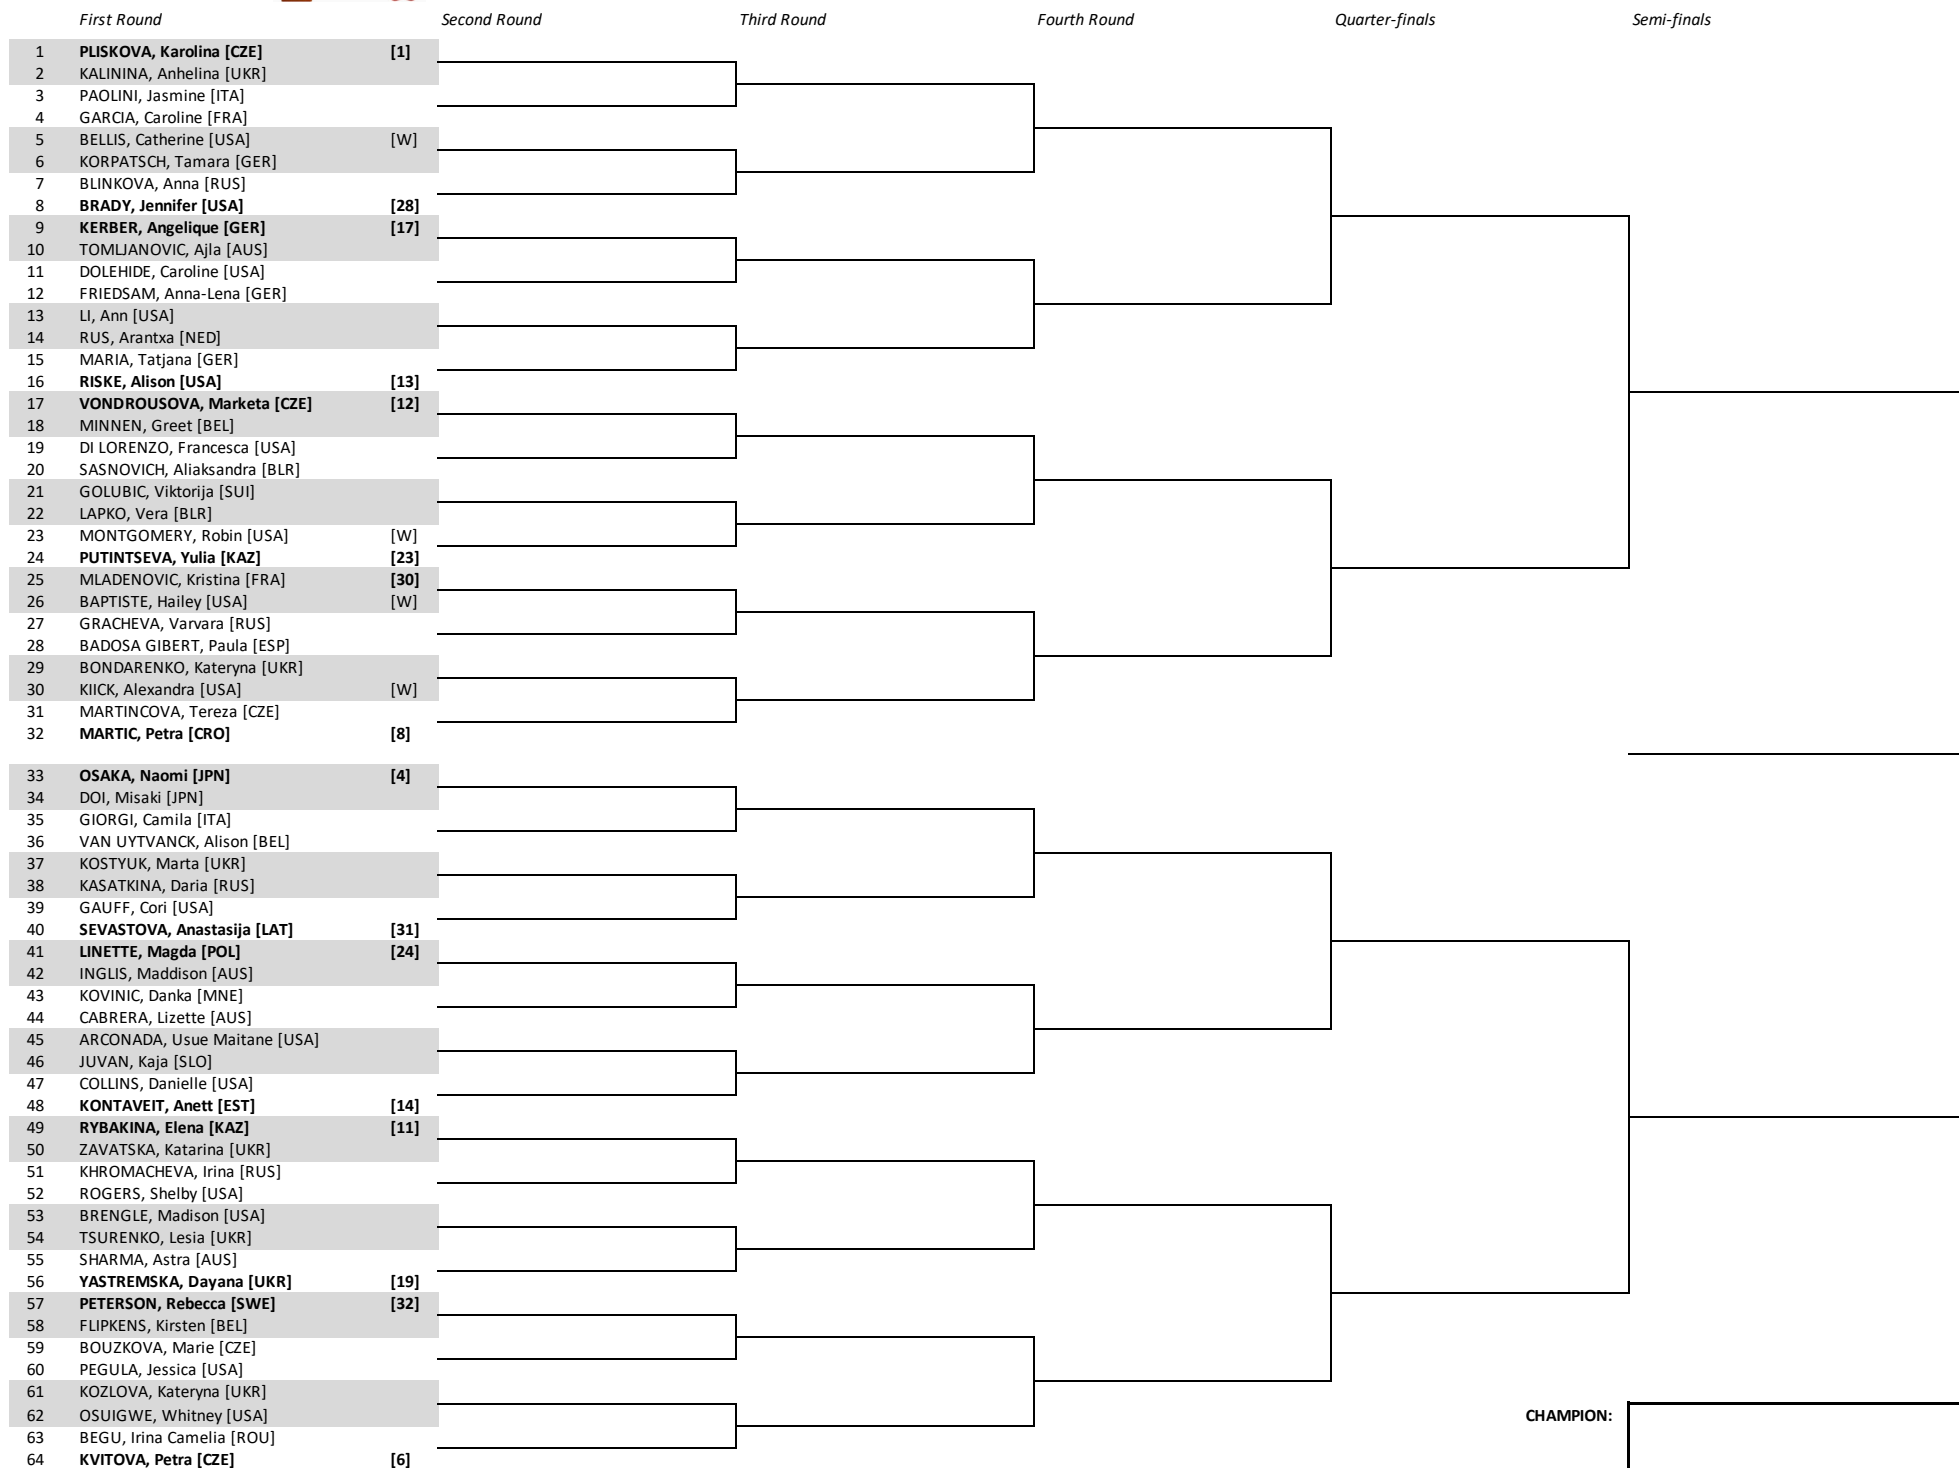 First Round Second Round Third Round Fourth Round Quarter-finals Semi-finals
1 PLISKOVA, Karolina [CZE] [1]
2 KALININA, Anhelina [UKR]
3 PAOLINI, Jasmine [ITA]
4 GARCIA, Caroline [FRA]
5 BELLIS, Catherine [USA] [W]
6 KORPATSCH, Tamara [GER]
7 BLINKOVA, Anna [RUS]
8 BRADY, Jennifer [USA] [28]
9 KERBER, Angelique [GER] [17]
10 TOMLJANOVIC, Ajla [AUS]
11 DOLEHIDE, Caroline [USA]
12 FRIEDSAM, Anna-Lena [GER]
13 LI, Ann [USA]
14 RUS, Arantxa [NED]
15 MARIA, Tatjana [GER]
16 RISKE, Alison [USA] [13]
17 VONDROUSOVA, Marketa [CZE] [12]
18 MINNEN, Greet [BEL]
19 DI LORENZO, Francesca [USA]
20 SASNOVICH, Aliaksandra [BLR]
21 GOLUBIC, Viktorija [SUI]
22 LAPKO, Vera [BLR]
23 MONTGOMERY, Robin [USA] [W]
24 PUTINTSEVA, Yulia [KAZ] [23]
25 MLADENOVIC, Kristina [FRA] [30]
26 BAPTISTE, Hailey [USA] [W]
27 GRACHEVA, Varvara [RUS]
28 BADOSA GIBERT, Paula [ESP]
29 BONDARENKO, Kateryna [UKR]
30 KIICK, Alexandra [USA] [W]
31 MARTINCOVA, Tereza [CZE]
32 MARTIC, Petra [CRO] [8]
33 OSAKA, Naomi [JPN] [4]
34 DOI, Misaki [JPN]
35 GIORGI, Camila [ITA]
36 VAN UYTVANCK, Alison [BEL]
37 KOSTYUK, Marta [UKR]
38 KASATKINA, Daria [RUS]
39 GAUFF, Cori [USA]
40 SEVASTOVA, Anastasija [LAT] [31]
41 LINETTE, Magda [POL] [24]
42 INGLIS, Maddison [AUS]
43 KOVINIC, Danka [MNE]
44 CABRERA, Lizette [AUS]
45 ARCONADA, Usue Maitane [USA]
46 JUVAN, Kaja [SLO]
47 COLLINS, Danielle [USA]
48 KONTAVEIT, Anett [EST] [14]
49 RYBAKINA, Elena [KAZ] [11]
50 ZAVATSKA, Katarina [UKR]
51 KHROMACHEVA, Irina [RUS]
52 ROGERS, Shelby [USA]
53 BRENGLE, Madison [USA]
54 TSURENKO, Lesia [UKR]
55 SHARMA, Astra [AUS]
56 YASTREMSKA, Dayana [UKR] [19]
57 PETERSON, Rebecca [SWE] [32]
58 FLIPKENS, Kirsten [BEL]
59 BOUZKOVA, Marie [CZE]
60 PEGULA, Jessica [USA]
61 KOZLOVA, Kateryna [UKR]
62 OSUIGWE, Whitney [USA] CHAMPION:
63 BEGU, Irina Camelia [ROU]
64 KVITOVA, Petra [CZE] [6]